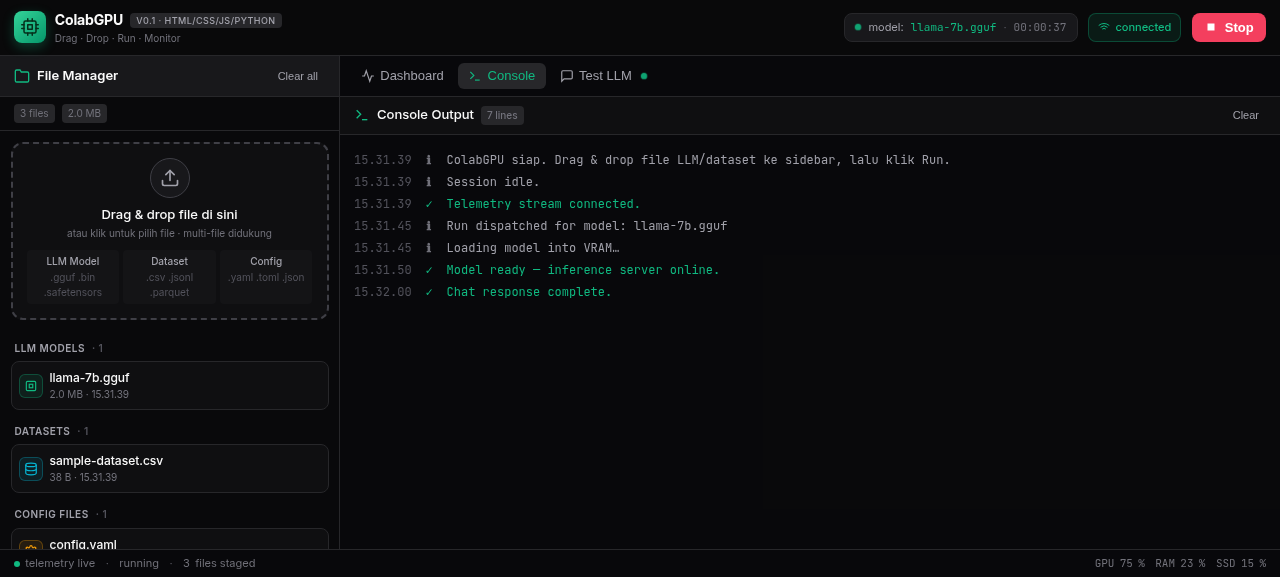 ColabGPU V0.1 · HTML/CSS/JS/PYTHON
Drag · Drop · Run · Monitor
model: llama-7b.gguf · 00:00:37
connected
Stop
File Manager
Clear all
3 files 2.0 MB
Drag & drop file di sini
atau klik untuk pilih file · multi-file didukung
LLM Model
.gguf .bin
.safetensors
Dataset
.csv .jsonl
.parquet
Config
.yaml .toml .json
LLM MODELS · 1
llama-7b.gguf
2.0 MB · 15.31.39
DATASETS · 1
sample-dataset.csv
38 B · 15.31.39
CONFIG FILES · 1
config.yaml
Dashboard
Console
Test LLM
Console Output 7 lines
Clear
15.31.39 ℹ ColabGPU siap. Drag & drop file LLM/dataset ke sidebar, lalu klik Run.
15.31.39 ℹ Session idle.
15.31.39 ✓ Telemetry stream connected.
15.31.45 ℹ Run dispatched for model: llama-7b.gguf
15.31.45 ℹ Loading model into VRAM…
15.31.50 ✓ Model ready — inference server online.
15.32.00 ✓ Chat response complete.
telemetry live · running · 3 files staged
GPU 75 % RAM 23 % SSD 15 %